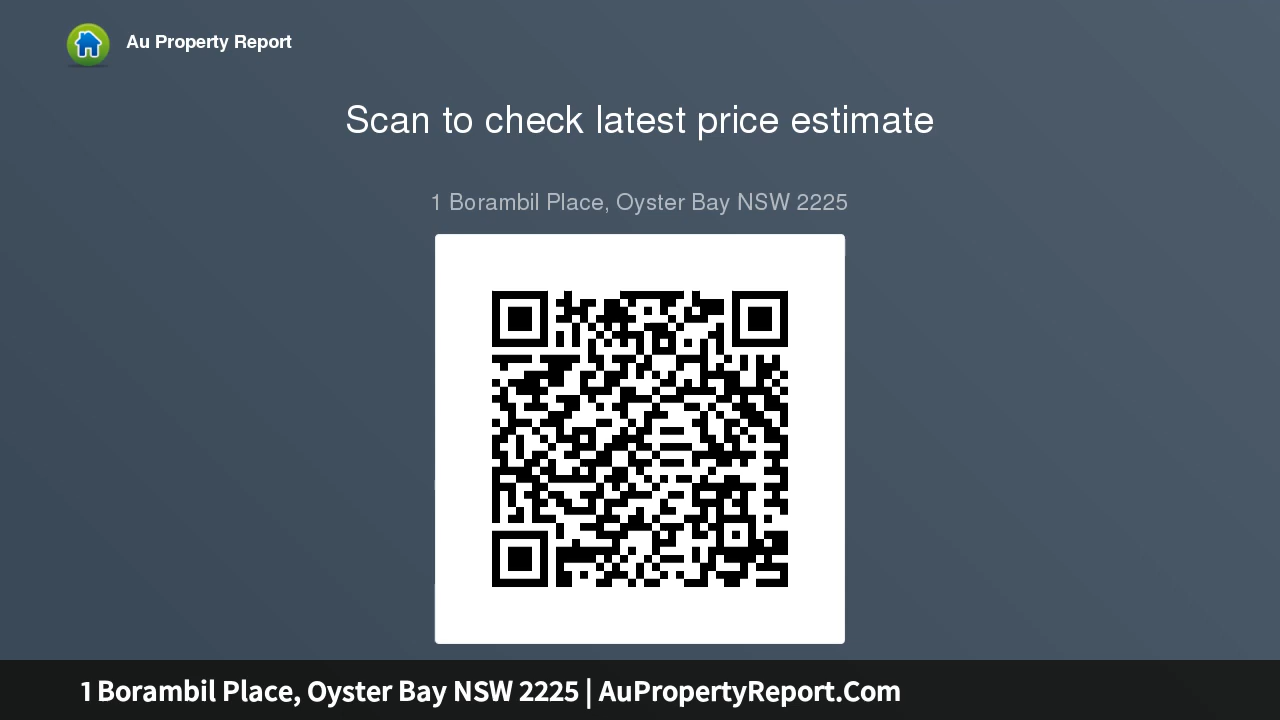 Au Property Report
Scan to check latest price estimate
1 Borambil Place, Oyster Bay NSW 2225
1 Borambil Place, Oyster Bay NSW 2225 | AuPropertyReport.Com